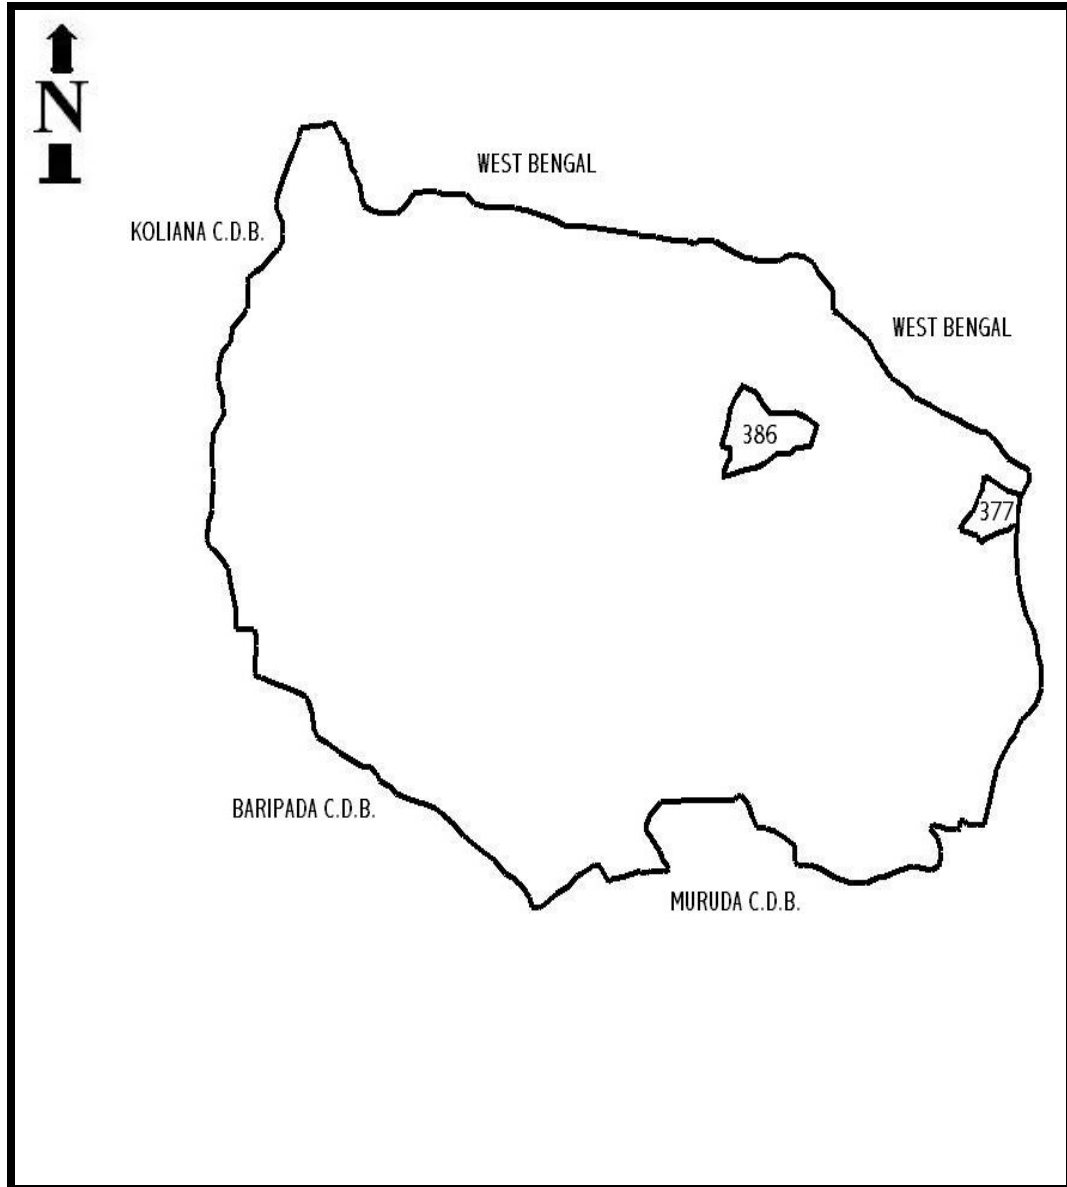 N
WEST BENGAL
KOLIANA C.D.B.
WEST BENGAL
386
377
BARIPADA C.D.B.
MURUDA C.D.B.